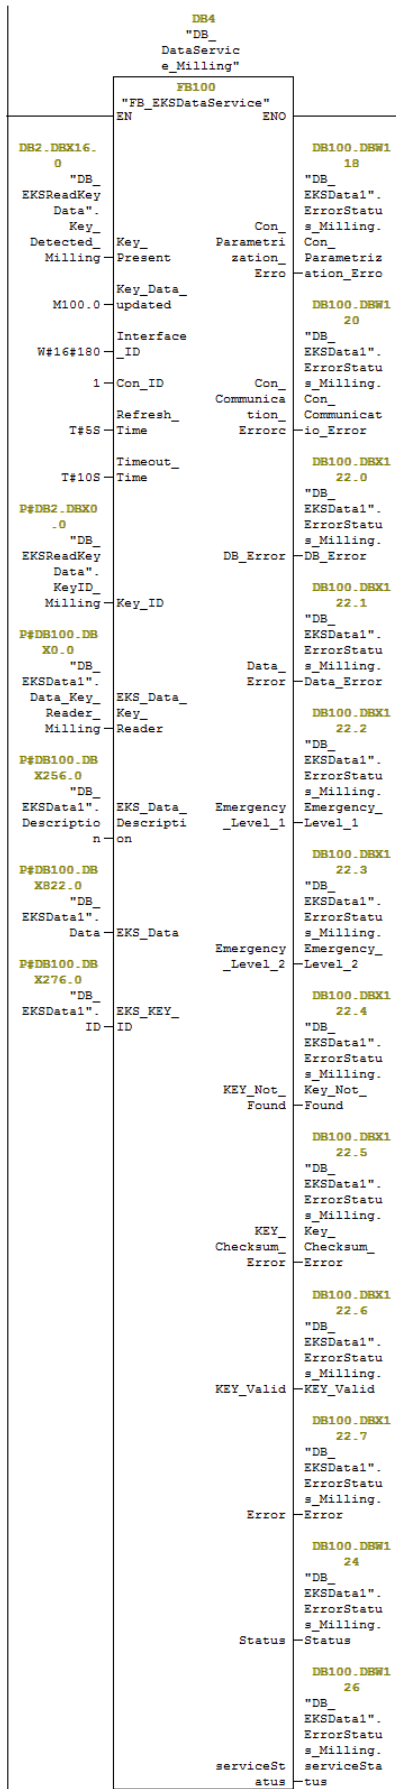 DB4
"DB_
DataServic
e_Milling"
FB100
"FB_EKSDataService"
EN ENO
DB2.DBX16.
0
"DB_
EKSReadKey
Data".
Key_
Detected_
Milling
Key_
Present
M100.0
Key_Data_
updated
W#16#180
Interface
_ID
1
Con_ID
T#5S
Refresh_
Time
T#10S
Timeout_
Time
P#DB2.DBX0
.0
"DB_
EKSReadKey
Data".
KeyID_
Milling
Key_ID
P#DB100.DB
X0.0
"DB_
EKSData1".
Data_Key_
Reader_
Milling
EKS_Data_
Key_
Reader
P#DB100.DB
X256.0
"DB_
EKSData1".
Descriptio
n
EKS_Data_
Descripti
on
P#DB100.DB
X822.0
"DB_
EKSData1".
Data
EKS_Data
P#DB100.DB
X276.0
"DB_
EKSData1".
ID
EKS_KEY_
ID
Con_
Parametri
zation_
Erro
DB100.DBW1
18
"DB_
EKSData1".
ErrorStatu
s_Milling.
Con_
Parametriz
ation_Erro
Con_
Communica
tion_
Errorc
DB100.DBW1
20
"DB_
EKSData1".
ErrorStatu
s_Milling.
Con_
Communicat
io_Error
DB_Error
DB100.DBX1
22.0
"DB_
EKSData1".
ErrorStatu
s_Milling.
DB_Error
Data_
Error
DB100.DBX1
22.1
"DB_
EKSData1".
ErrorStatu
s_Milling.
Data_Error
Emergency
_Level_1
DB100.DBX1
22.2
"DB_
EKSData1".
ErrorStatu
s_Milling.
Emergency_
Level_1
Emergency
_Level_2
DB100.DBX1
22.3
"DB_
EKSData1".
ErrorStatu
s_Milling.
Emergency_
Level_2
KEY_Not_
Found
DB100.DBX1
22.4
"DB_
EKSData1".
ErrorStatu
s_Milling.
Key_Not_
Found
KEY_
Checksum_
Error
DB100.DBX1
22.5
"DB_
EKSData1".
ErrorStatu
s_Milling.
Key_
Checksum_
Error
KEY_Valid
DB100.DBX1
22.6
"DB_
EKSData1".
ErrorStatu
s_Milling.
KEY_Valid
Error
DB100.DBX1
22.7
"DB_
EKSData1".
ErrorStatu
s_Milling.
Error
Status
DB100.DBW1
24
"DB_
EKSData1".
ErrorStatu
s_Milling.
Status
serviceSt
atus
DB100.DBW1
26
"DB_
EKSData1".
ErrorStatu
s_Milling.
serviceSta
tus